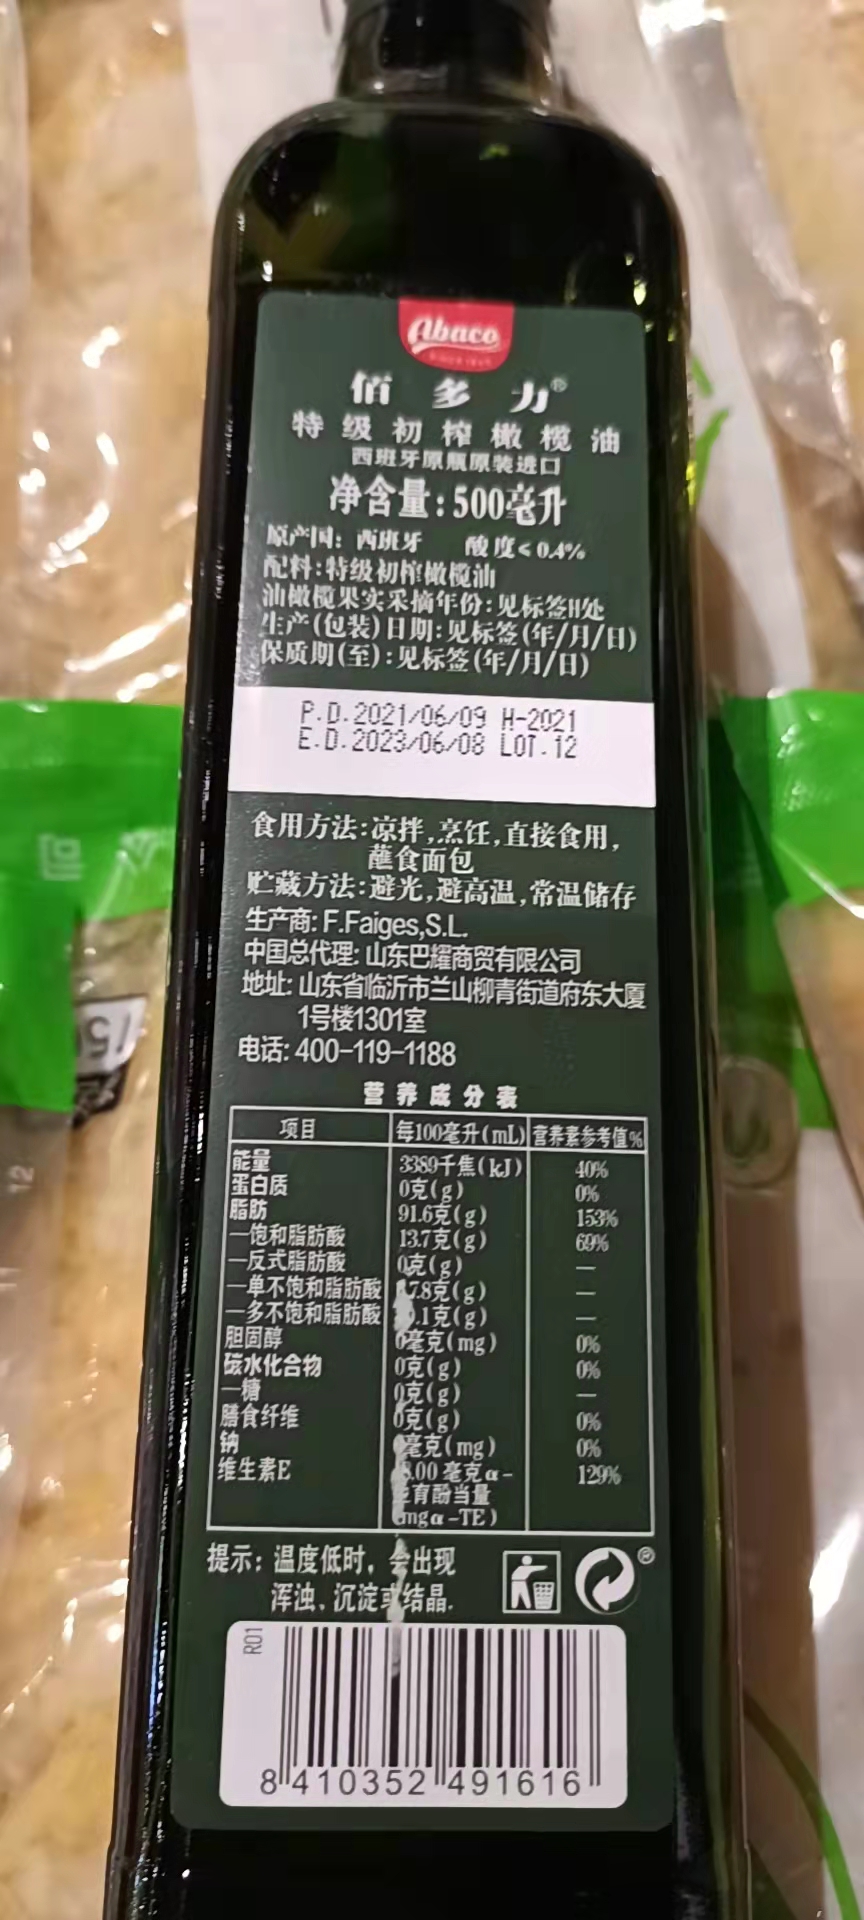 Abaco
佰多力®
特级初榨橄榄油
西班牙原瓶原装进口
净含量:500毫升
原产国: 西班牙 酸度<0.4%
配料:特级初榨橄榄油
油橄榄果实采摘年份:见标签H处
生产(包装)日期:见标签(年/月/日)
保质期(至):见标签(年/月/日)
P.D.2021/06/09 H-2021
E.D.2023/06/08 LOT.12
食用方法:凉拌,烹饪,直接食用,
蘸食面包
贮藏方法:避光,避高温,常温储存
生产商: F.Faiges,S.L.
中国总代理: 山东巴耀商贸有限公司
地址: 山东省临沂市兰山柳青街道府东大厦
1号楼1301室
电话: 400-119-1188
营养成分表
项目 每100毫升(mL) 营养素参考值%
能量 3389千焦(kJ) 40%
蛋白质 0克(g) 0%
脂肪 91.6克(g) 153%
—饱和脂肪酸 13.7克(g) 69%
—反式脂肪酸 0克(g) —
—单不饱和脂肪酸 7.8克(g) —
—多不饱和脂肪酸 .1克(g) —
胆固醇 0毫克(mg) 0%
碳水化合物 0克(g) 0%
—糖 0克(g) —
膳食纤维 0克(g) 0%
钠 毫克(mg) 0%
维生素E .00 毫克α- 129%
生育酚当量
(mgα-TE)
提示: 温度低时, 会出现
浑浊、沉淀或结晶.
®
R01
8 410352 491616